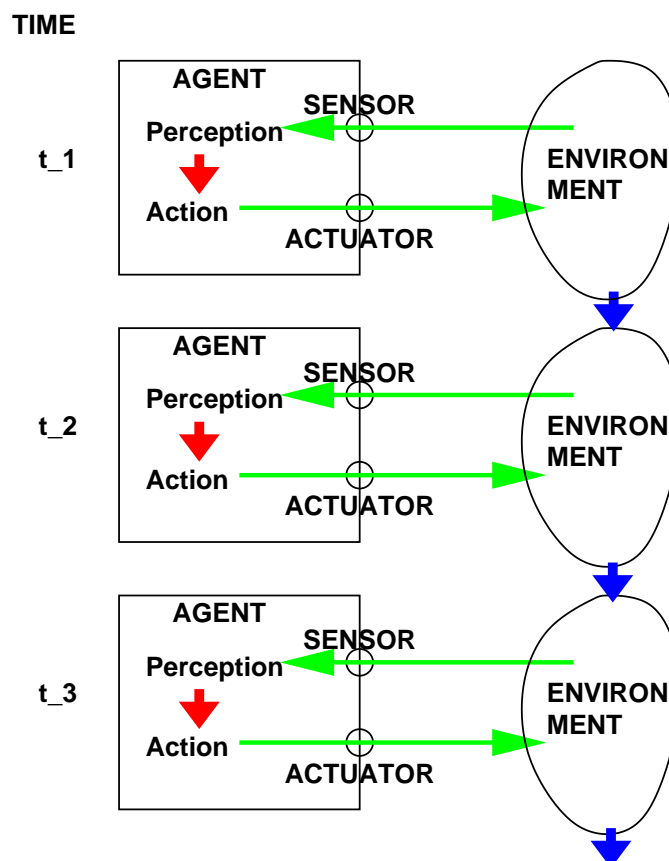 TIME
AGENT
SENSOR
Perception
t_1
ENVIRON
MENT
Action
ACTUATOR
AGENT
SENSOR
Perception
t_2
ENVIRON
MENT
Action
ACTUATOR
AGENT
SENSOR
Perception
t_3
ENVIRON
MENT
Action
ACTUATOR